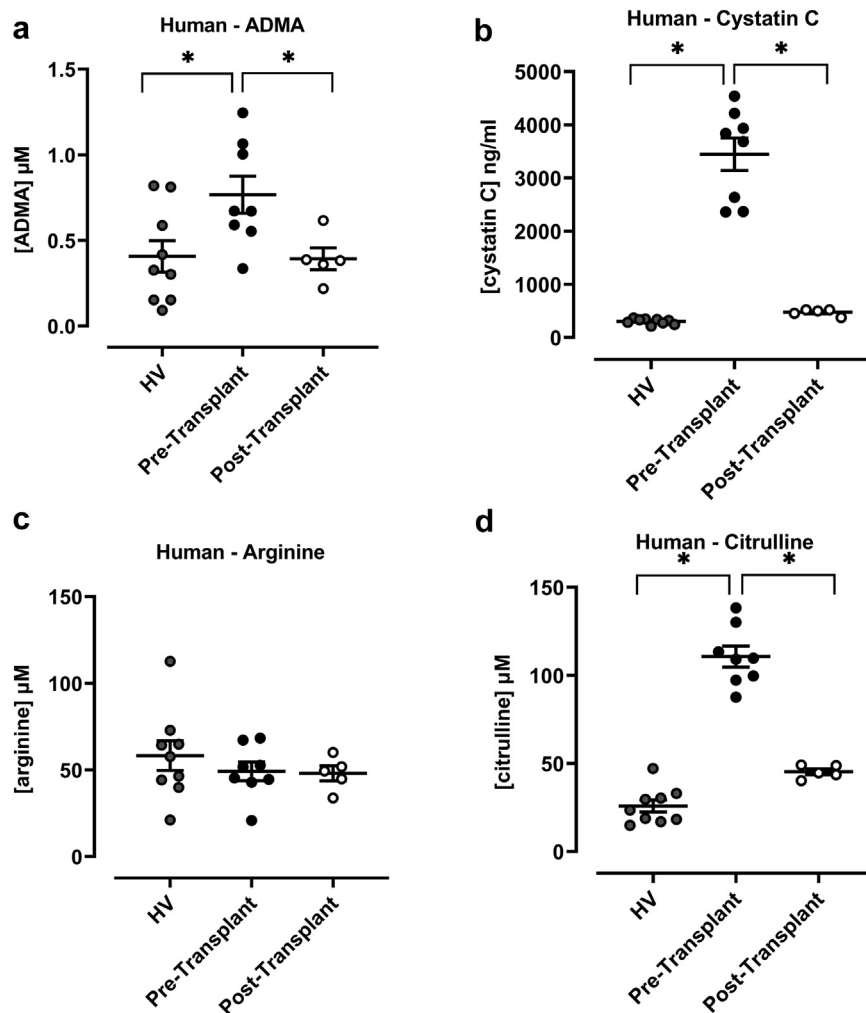 a
Human - ADMA
*
*
1.5
1.0
0.5
0.0
[ADMA] µM
HV
Pre-Transplant
Post-Transplant
b
Human - Cystatin C
*
*
5000
4000
3000
2000
1000
0
[cystatin C] ng/ml
HV
Pre-Transplant
Post-Transplant
c
Human - Arginine
150
100
50
0
[arginine] µM
HV
Pre-Transplant
Post-Transplant
d
Human - Citrulline
*
*
150
100
50
0
[citrulline] µM
HV
Pre-Transplant
Post-Transplant